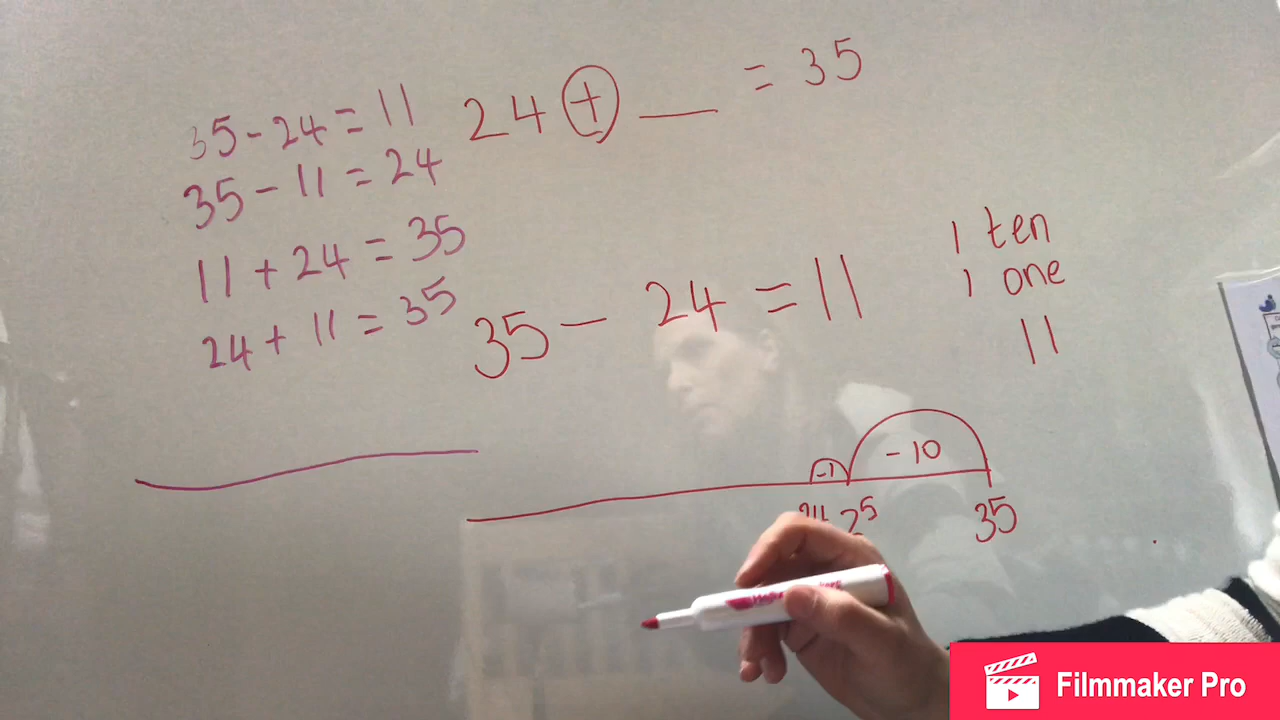 35 - 24 = 11
35 - 11 = 24
11 + 24 = 35
24 + 11 = 35
24 + __ = 35
35 - 24 = 11
1 ten
1 one
11
-1 -10
24 25 35
Filmmaker Pro